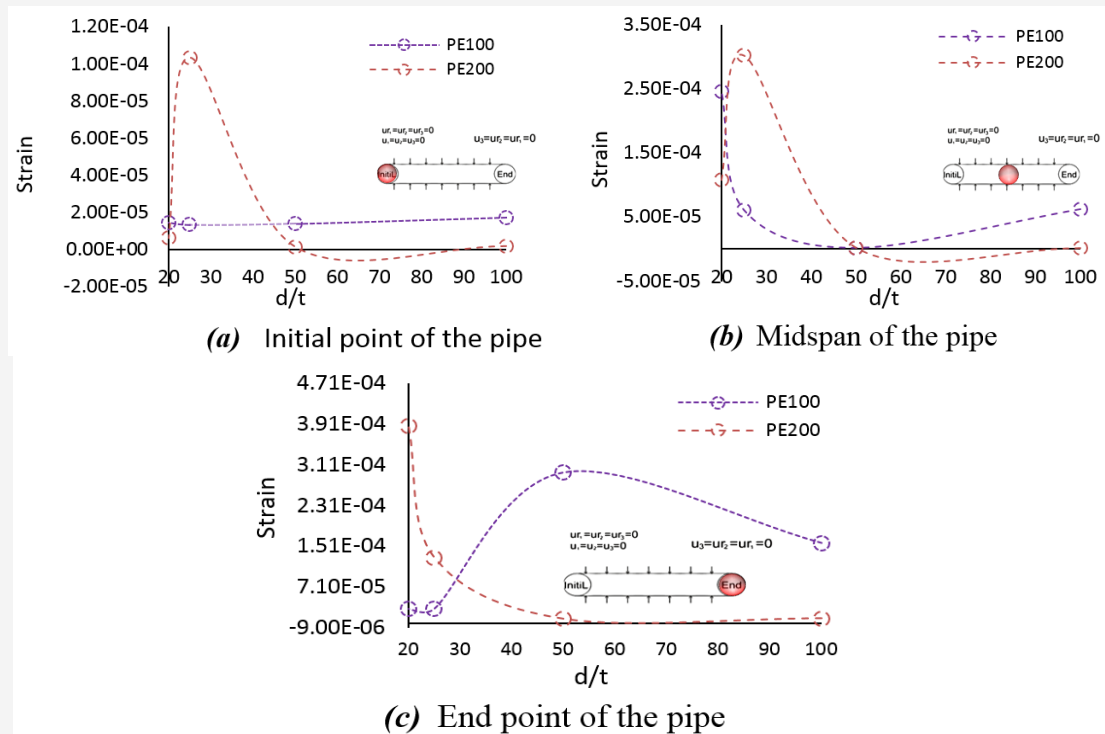 1.20E-04
1.00E-04
8.00E-05
6.00E-05
4.00E-05
2.00E-05
0.00E+00
-2.00E-05
Strain
PE100
PE200
ur₁=ur₂=ur₃=0
u₁=u₂=u₃=0
u₃=ur₂=ur₁=0
InitiL
End
20 30 40 50 60 70 80 90 100
d/t
(a) Initial point of the pipe
3.50E-04
2.50E-04
1.50E-04
5.00E-05
-5.00E-05
Strain
PE100
PE200
ur₁=ur₂=ur₃=0
u₁=u₂=u₃=0
u₃=ur₂=ur₁=0
InitiL
End
20 30 40 50 60 70 80 90 100
d/t
(b) Midspan of the pipe
4.71E-04
3.91E-04
3.11E-04
2.31E-04
1.51E-04
7.10E-05
-9.00E-06
Strain
PE100
PE200
ur₁=ur₂=ur₃=0
u₁=u₂=u₃=0
u₃=ur₂=ur₁=0
InitiL
End
20 30 40 50 60 70 80 90 100
d/t
(c) End point of the pipe